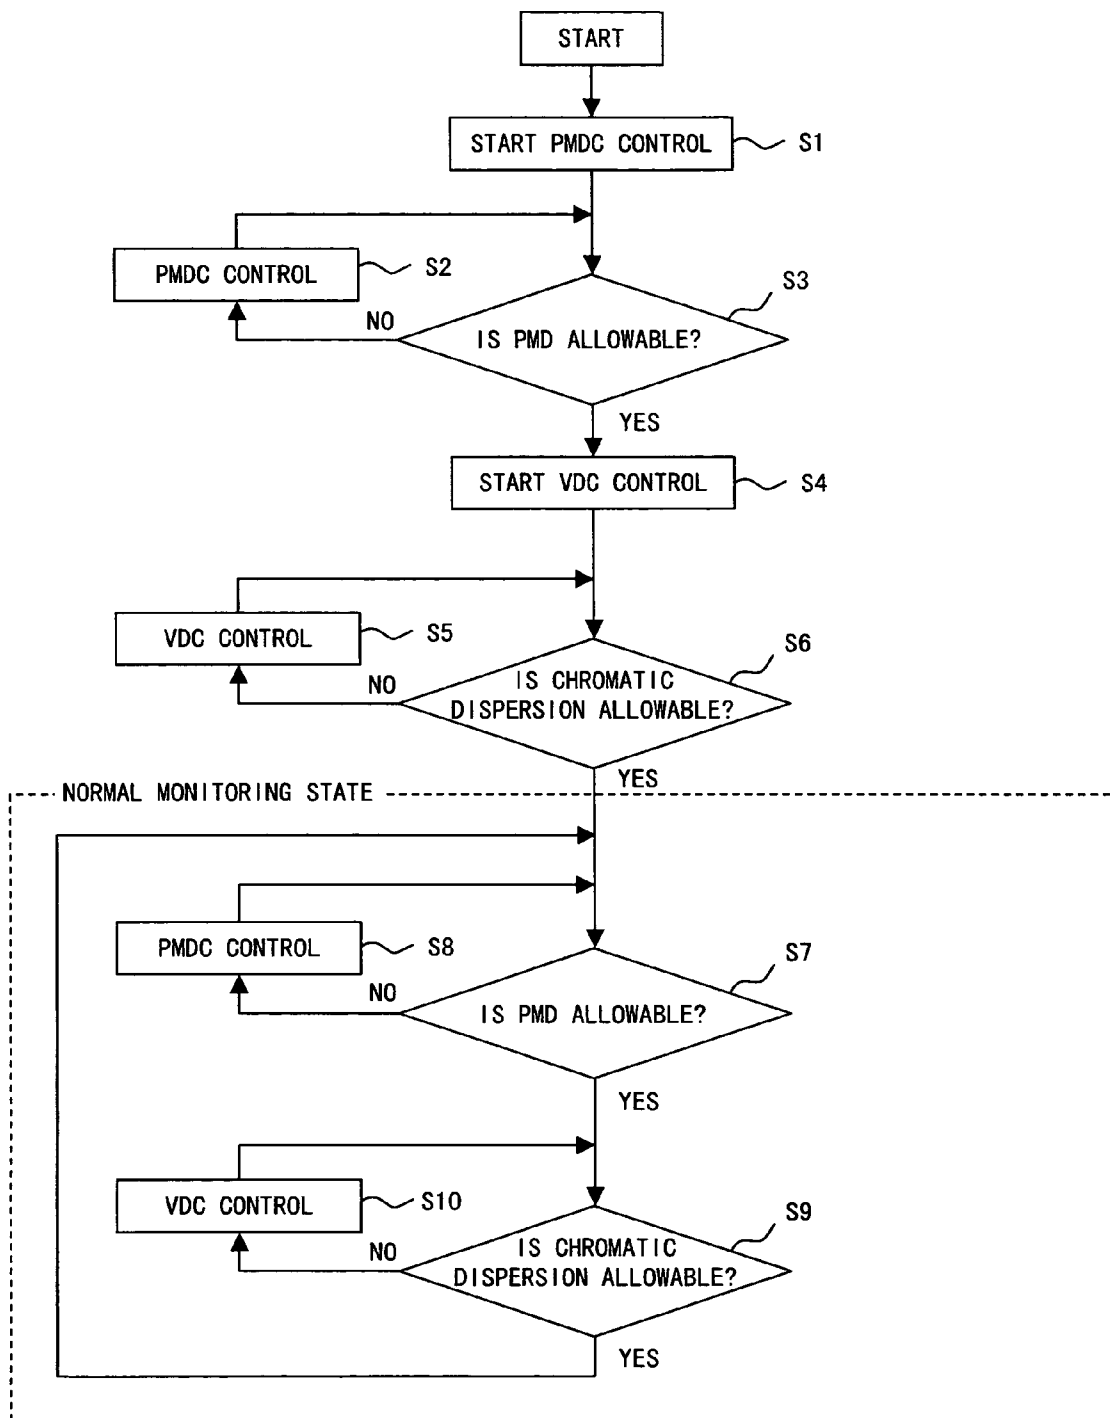 START
START PMDC CONTROL
S1
PMDC CONTROL
S2
S3
NO
IS PMD ALLOWABLE?
YES
START VDC CONTROL
S4
VDC CONTROL
S5
S6
NO
IS CHROMATIC
DISPERSION ALLOWABLE?
YES
NORMAL MONITORING STATE
PMDC CONTROL
S8
S7
NO
IS PMD ALLOWABLE?
YES
VDC CONTROL
S10
S9
NO
IS CHROMATIC
DISPERSION ALLOWABLE?
YES